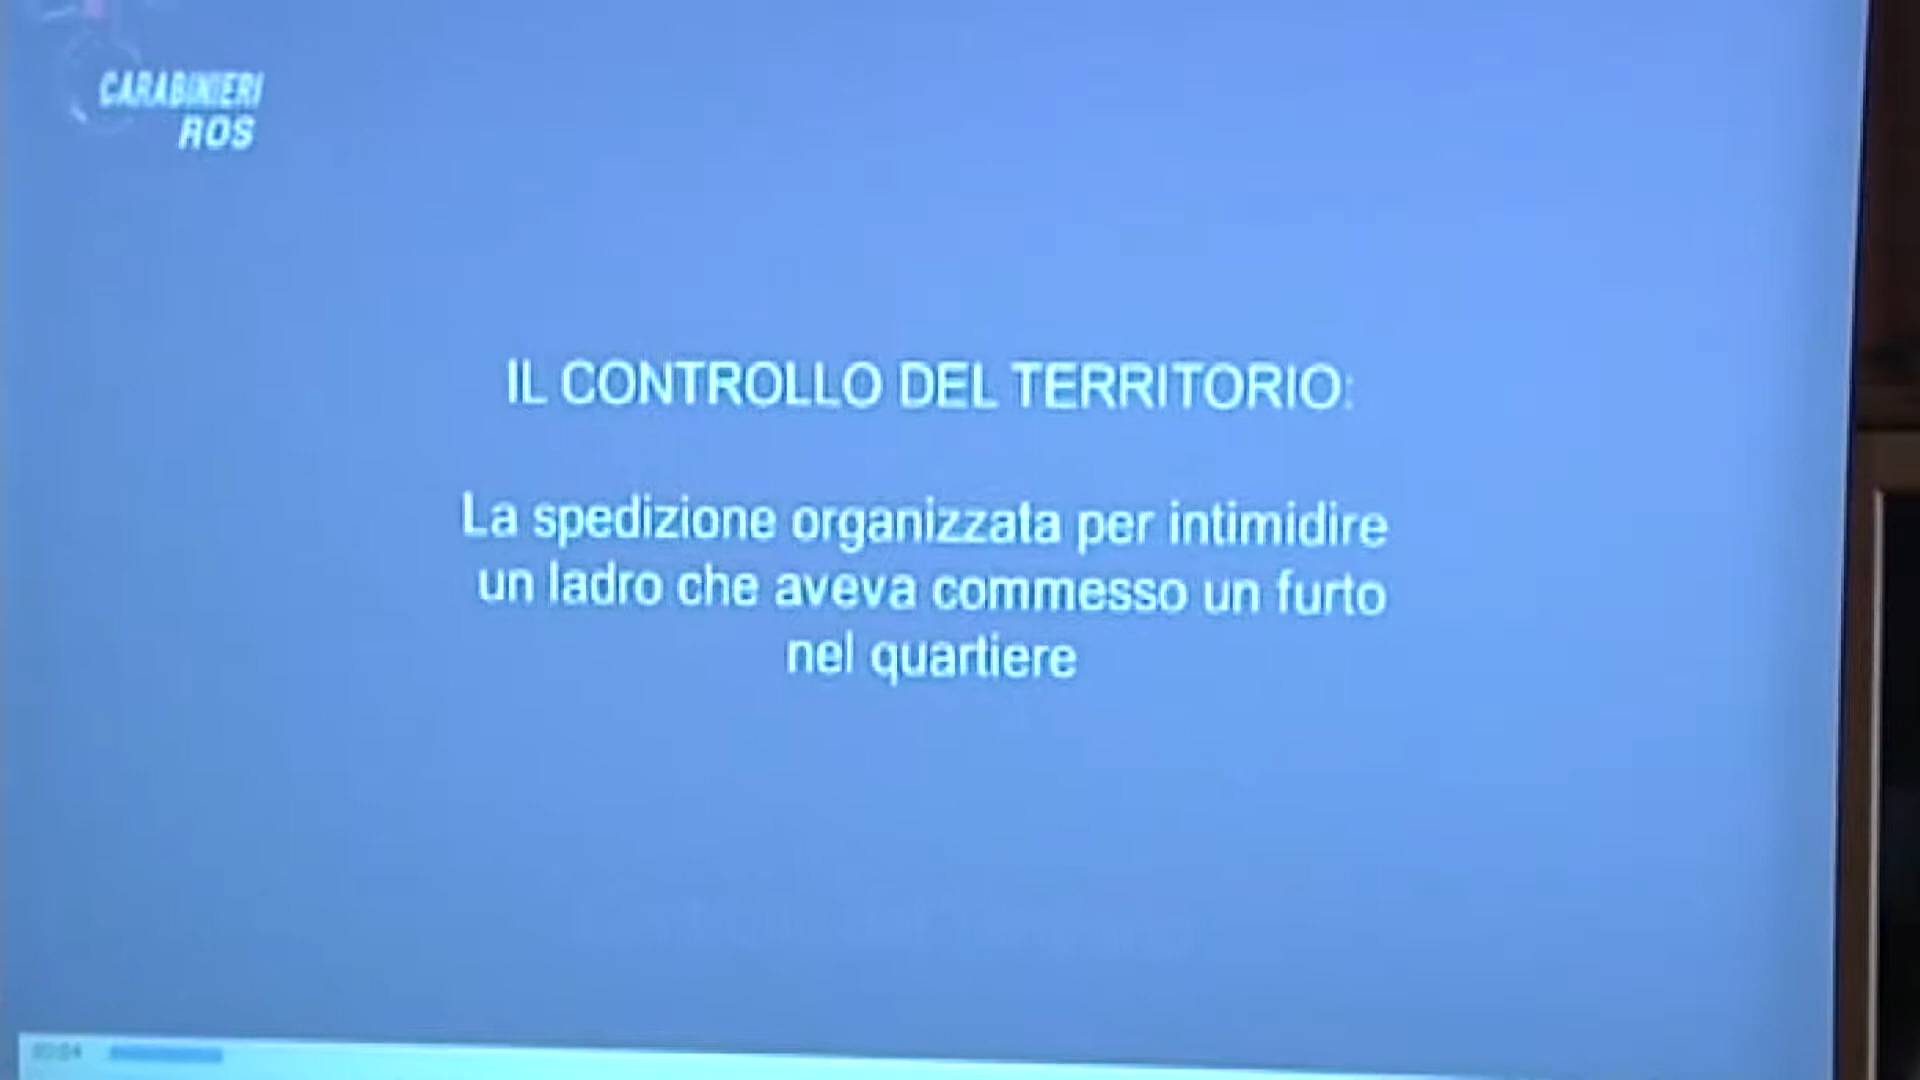 CARABINIERI
ROS
IL CONTROLLO DEL TERRITORIO:
La spedizione organizzata per intimidire
un ladro che aveva commesso un furto
nel quartiere